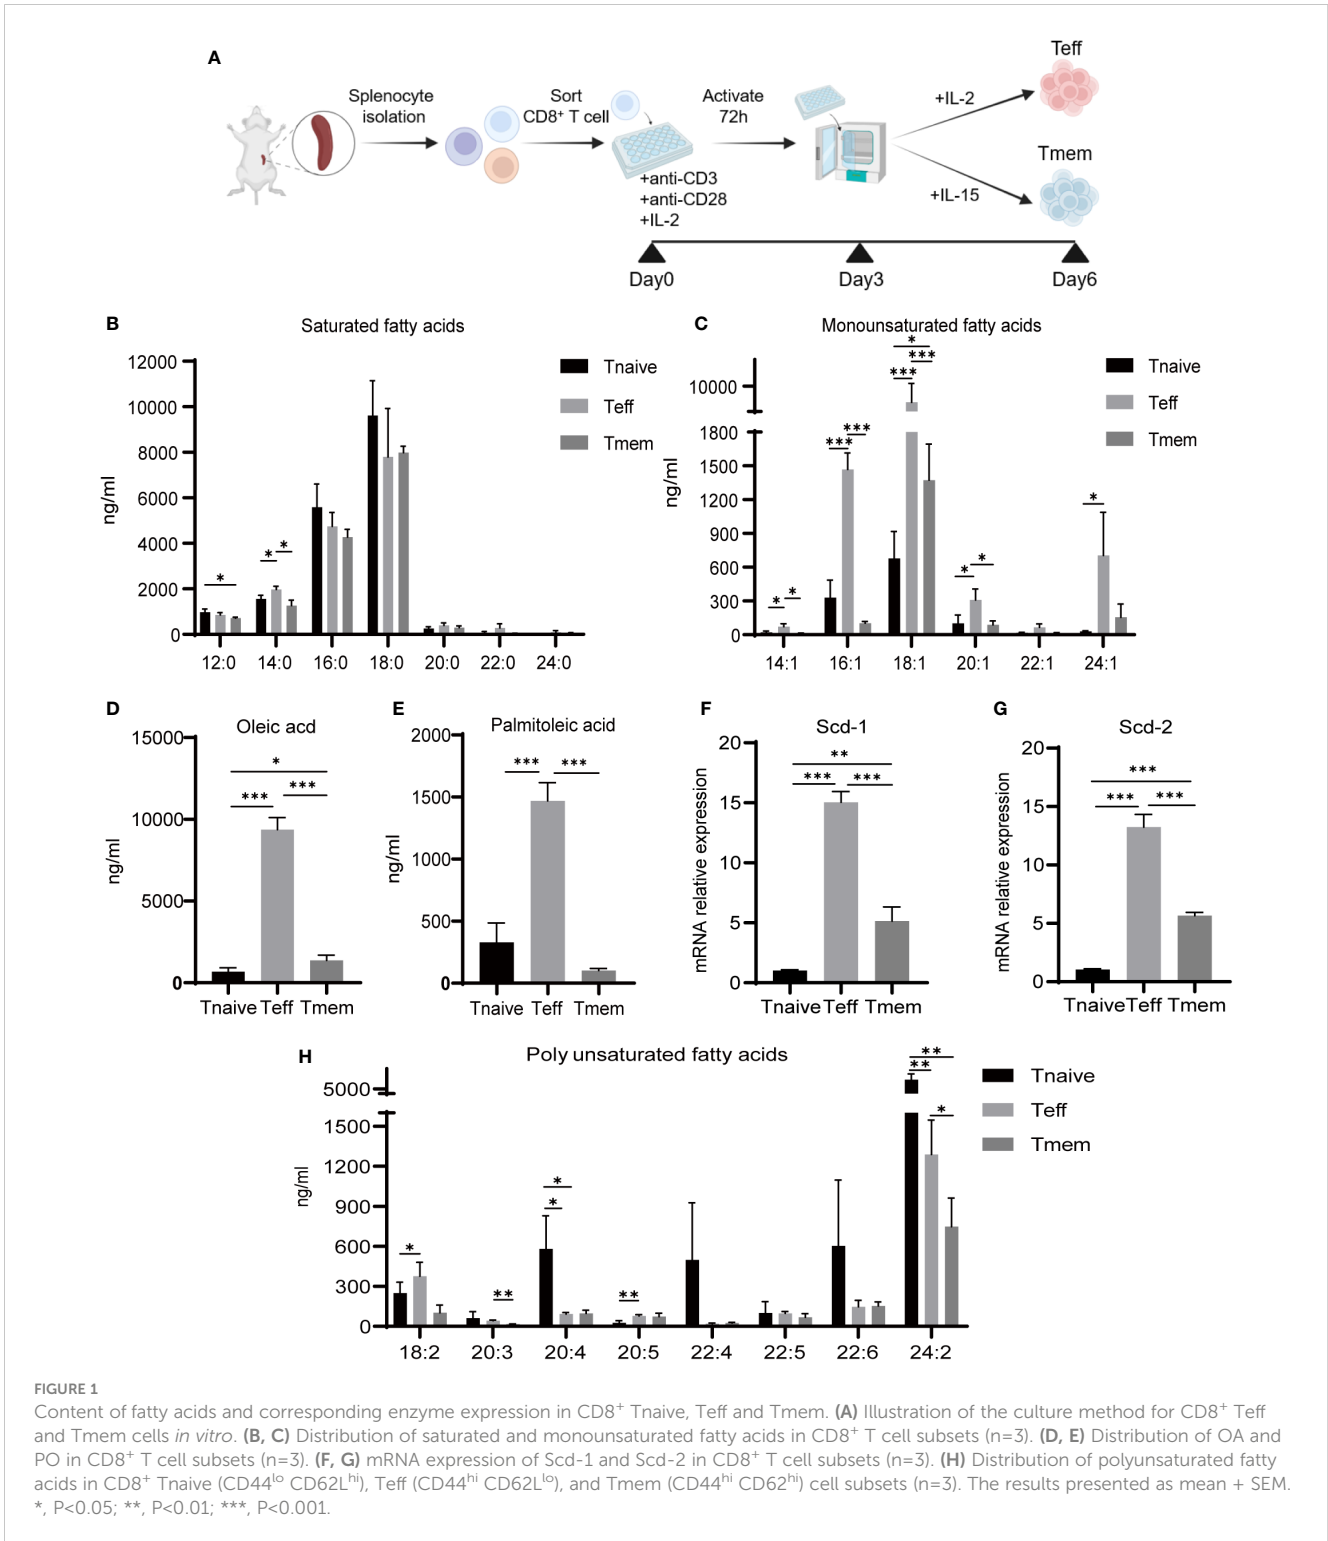 A
Splenocyte
isolation
Sort
CD8+ T cell
Activate
72h
+anti-CD3
+anti-CD28
+IL-2
+IL-2
+IL-15
Teff
Tmem
Day0
Day3
Day6
B
Saturated fatty acids
ng/ml
12000
10000
8000
6000
4000
2000
0
* * * 
12:0 14:0 16:0 18:0 20:0 22:0 24:0
Tnaive
Teff
Tmem
C
Monounsaturated fatty acids
ng/ml
10000
1800
1500
1200
900
600
300
0
* * *** *** *** *** * * * *
14:1 16:1 18:1 20:1 22:1 24:1
Tnaive
Teff
Tmem
D
Oleic acd
ng/ml
15000
10000
5000
0
*
*** ***
Tnaive Teff Tmem
E
Palmitoleic acid
ng/ml
2000
1500
1000
500
0
*** ***
Tnaive Teff Tmem
F
Scd-1
mRNA relative expression
20
15
10
5
0
**
*** ***
Tnaive Teff Tmem
G
Scd-2
mRNA relative expression
20
15
10
5
0
***
*** ***
Tnaive Teff Tmem
H
Poly unsaturated fatty acids
ng/ml
5000
1500
1200
900
600
300
0
* ** * * ** ** ** *
18:2 20:3 20:4 20:5 22:4 22:5 22:6 24:2
Tnaive
Teff
Tmem
FIGURE 1
Content of fatty acids and corresponding enzyme expression in CD8+ Tnaive, Teff and Tmem. (A) Illustration of the culture method for CD8+ Teff
and Tmem cells in vitro. (B, C) Distribution of saturated and monounsaturated fatty acids in CD8+ T cell subsets (n=3). (D, E) Distribution of OA and
PO in CD8+ T cell subsets (n=3). (F, G) mRNA expression of Scd-1 and Scd-2 in CD8+ T cell subsets (n=3). (H) Distribution of polyunsaturated fatty
acids in CD8+ Tnaive (CD44lo CD62Lhi), Teff (CD44hi CD62Llo), and Tmem (CD44hi CD62hi) cell subsets (n=3). The results presented as mean + SEM.
*, P<0.05; **, P<0.01; ***, P<0.001.